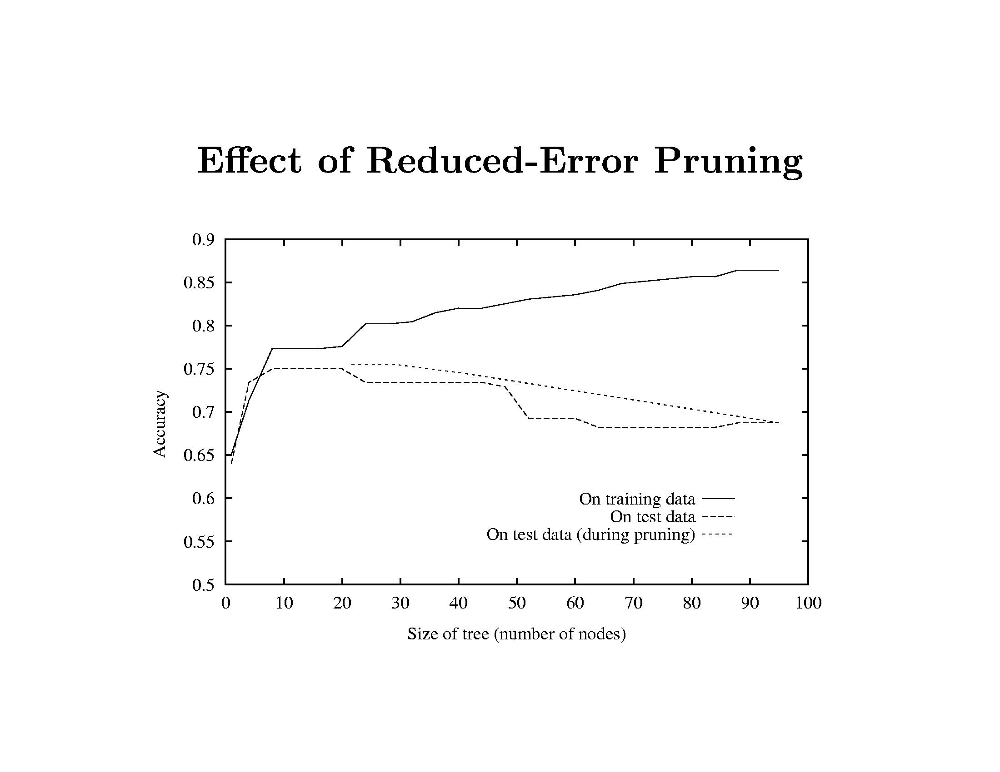 Effect of Reduced-Error Pruning
0.9
0.85
0.8
0.75
0.7
0.65
0.6
0.55
0.5
Accuracy
On training data
On test data
On test data (during pruning)
0 10 20 30 40 50 60 70 80 90 100
Size of tree (number of nodes)